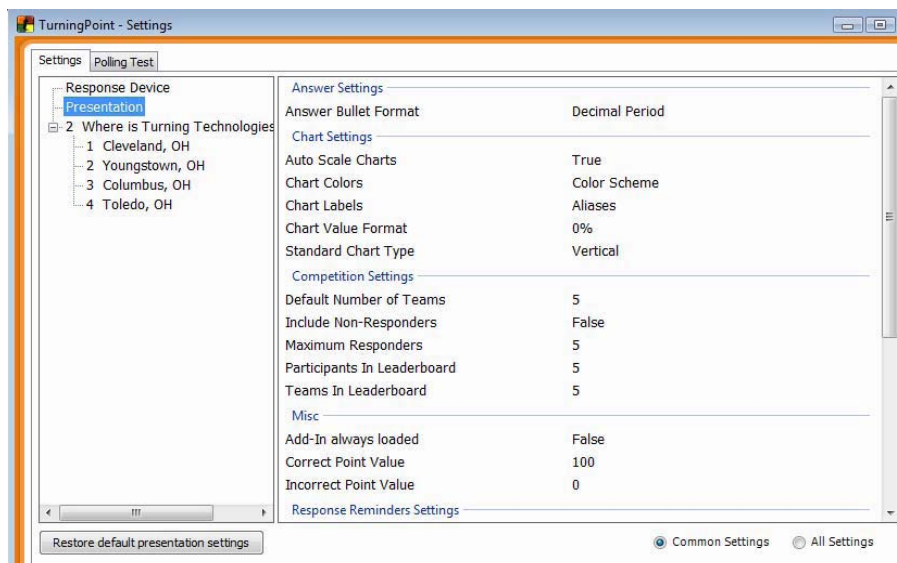 TurningPoint - Settings
Settings Polling Test
Response Device
Presentation
2 Where is Turning Technologies
1 Cleveland, OH
2 Youngstown, OH
3 Columbus, OH
4 Toledo, OH
Answer Settings
Answer Bullet Format Decimal Period
Chart Settings
Auto Scale Charts True
Chart Colors Color Scheme
Chart Labels Aliases
Chart Value Format 0%
Standard Chart Type Vertical
Competition Settings
Default Number of Teams 5
Include Non-Responders False
Maximum Responders 5
Participants In Leaderboard 5
Teams In Leaderboard 5
Misc
Add-In always loaded False
Correct Point Value 100
Incorrect Point Value 0
Response Reminders Settings
Restore default presentation settings Common Settings All Settings